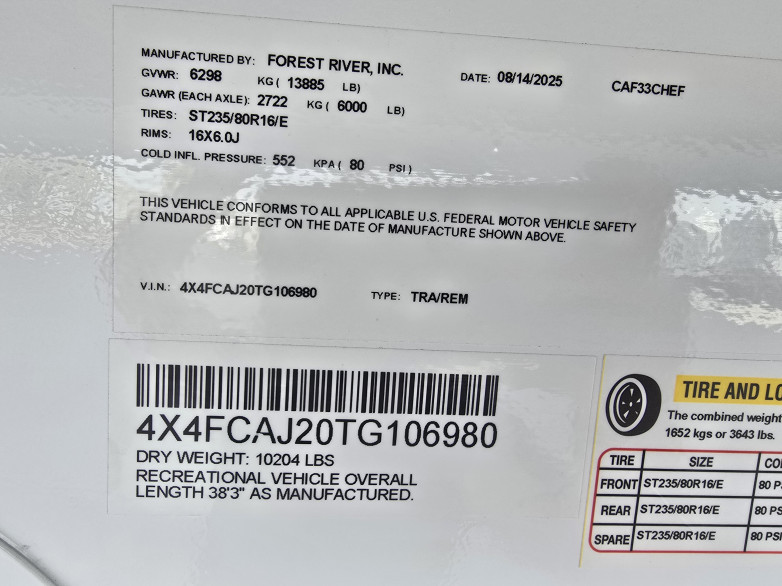 MANUFACTURED BY: FOREST RIVER, INC. DATE: 08/14/2025 CAF33CHEF
GVWR: 6298 KG ( 13885 LB)
GAWR (EACH AXLE): 2722 KG ( 6000 LB)
TIRES: ST235/80R16/E
RIMS: 16X6.0J
COLD INFL. PRESSURE: 552 KPA ( 80 PSI )
THIS VEHICLE CONFORMS TO ALL APPLICABLE U.S. FEDERAL MOTOR VEHICLE SAFETY
STANDARDS IN EFFECT ON THE DATE OF MANUFACTURE SHOWN ABOVE.
V.I.N.: 4X4FCAJ20TG106980 TYPE: TRA/REM
4X4FCAJ20TG106980
DRY WEIGHT: 10204 LBS
RECREATIONAL VEHICLE OVERALL
LENGTH 38'3" AS MANUFACTURED.
TIRE AND LO
The combined weight
1652 kgs or 3643 lbs.
TIRE SIZE CO
FRONT ST235/80R16/E 80 P
REAR ST235/80R16/E 80 PS
SPARE ST235/80R16/E 80 PSI